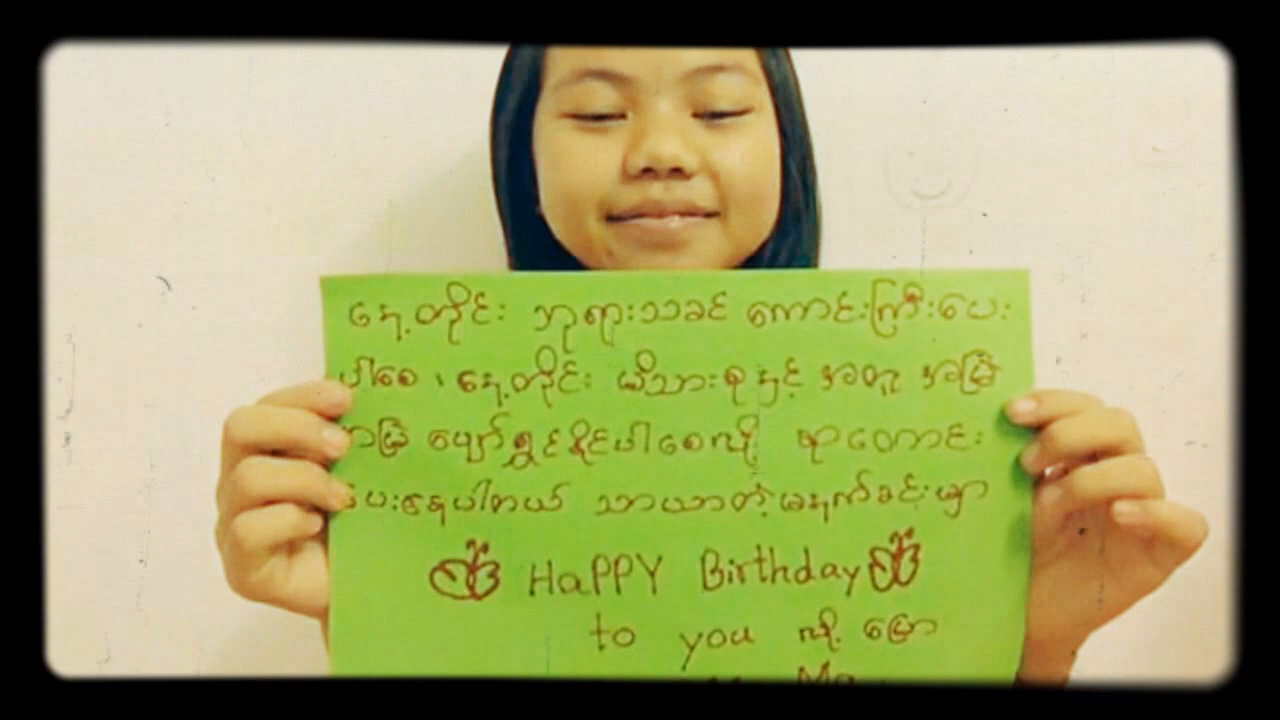 နေ့တိုင်း ဘုရားသခင် ကောင်းကြီးပေး
ပါစေ ၊ နေ့တိုင်း မိသားစုနှင့် အတူ အမြဲ
တမြဲ ပျော်ရွှင်နိုင်ပါစေလို့ ဆုတောင်း
ပေးနေပါတယ် သာယာတဲ့ မနက်ခင်းမှာ
HaPPY Birthday
to you လို့ ပြော
Ma